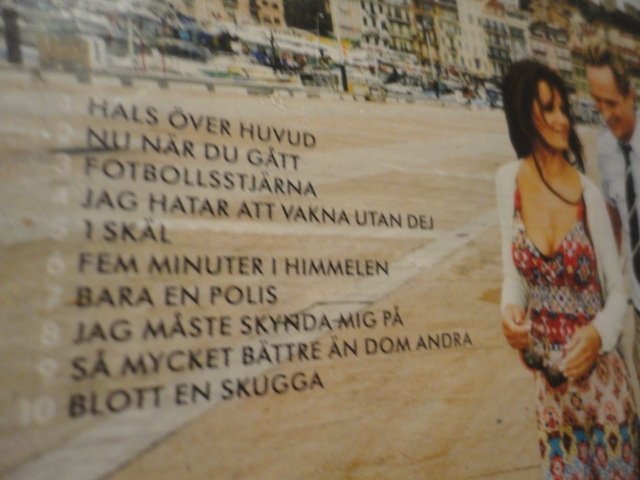 1 HALS ÖVER HUVUD
2 NU NÄR DU GÅTT
3 FOTBOLLSSTJÄRNA
4 JAG HATAR ATT VAKNA UTAN DEJ
5 1 SKÄL
6 FEM MINUTER I HIMMELEN
7 BARA EN POLIS
8 JAG MÅSTE SKYNDA MIG PÅ
9 SÅ MYCKET BÄTTRE ÄN DOM ANDRA
10 BLOTT EN SKUGGA